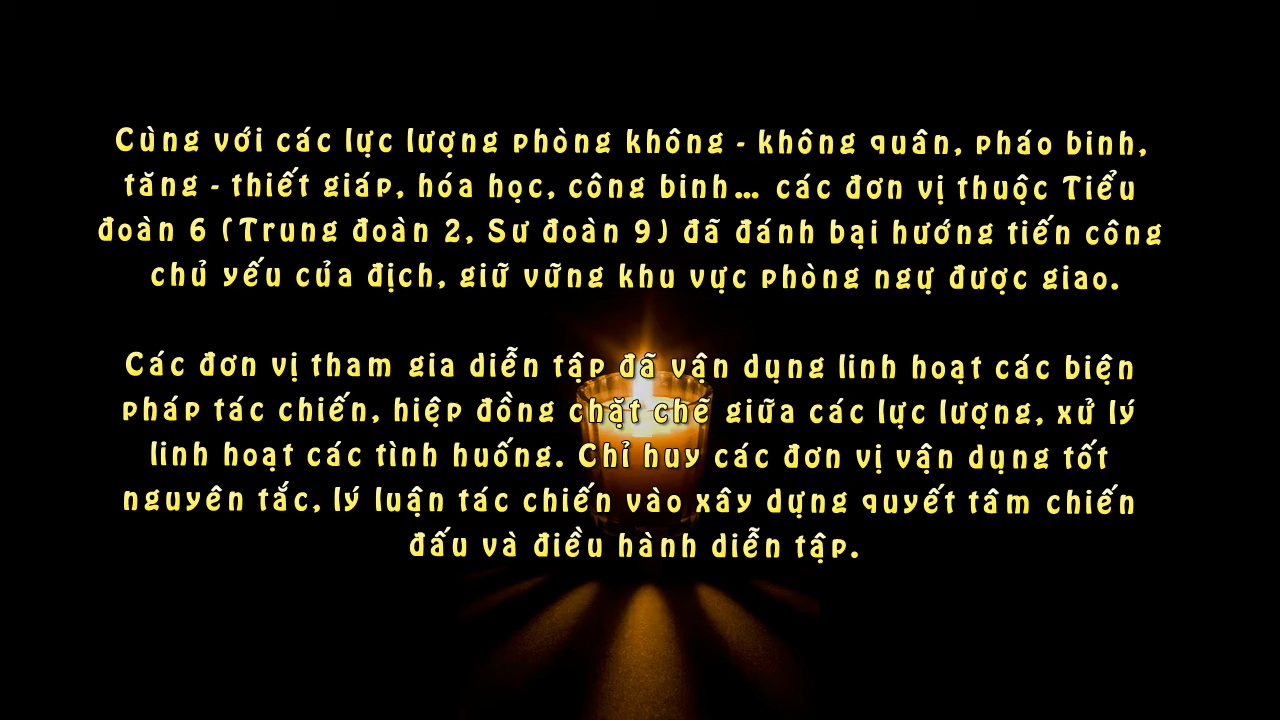 Cùng với các lực lượng phòng không - không quân, pháo binh,
tăng - thiết giáp, hóa học, công binh... các đơn vị thuộc Tiểu
đoàn 6 (Trung đoàn 2, Sư đoàn 9) đã đánh bại hướng tiến công
chủ yếu của địch, giữ vững khu vực phòng ngự được giao.
Các đơn vị tham gia diễn tập đã vận dụng linh hoạt các biện
pháp tác chiến, hiệp đồng chặt chẽ giữa các lực lượng, xử lý
linh hoạt các tình huống. Chỉ huy các đơn vị vận dụng tốt
nguyên tắc, lý luận tác chiến vào xây dựng quyết tâm chiến
đấu và điều hành diễn tập.